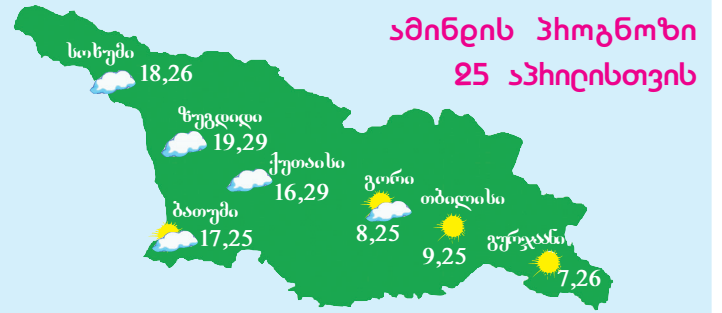 ამინდის პროგნოზი
25 აპრილისთვის
სოხუმი
18,26
ზუგდიდი
19,29
ქუთაისი
16,29
გორი
8,25
თბილისი
9,25
ბათუმი
17,25
გურჯაანი
7,26